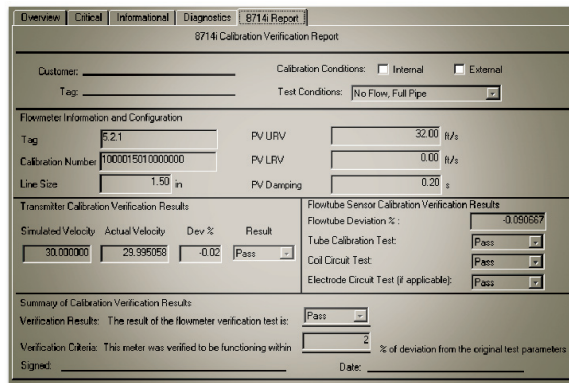 Overview Critical Informational Diagnostics 8714i Report
8714i Calibration Verification Report
Customer: Calibration Conditions: Internal External
Tag: Test Conditions: No Flow, Full Pipe
Flowmeter Information and Configuration
Tag 5.2.1 PV URV 32.00 ft/s
Calibration Number 1000015010000000 PV LRV 0.00 ft/s
Line Size 1.50 in PV Damping 0.20 s
Transmitter Calibration Verification Results Flowtube Sensor Calibration Verification Results
Flowtube Deviation % : -0.090667
Simulated Velocity Actual Velocity Dev % Result Tube Calibration Test: Pass
30.000000 29.995058 -0.02 Pass Coil Circuit Test: Pass
Electrode Circuit Test (if applicable): Pass
Summary of Calibration Verification Results
Verification Results: The result of the flowmeter verification test is: Pass
Verification Criteria: This meter was verified to be functioning within 2 % of deviation from the original test parameters
Signed: Date: